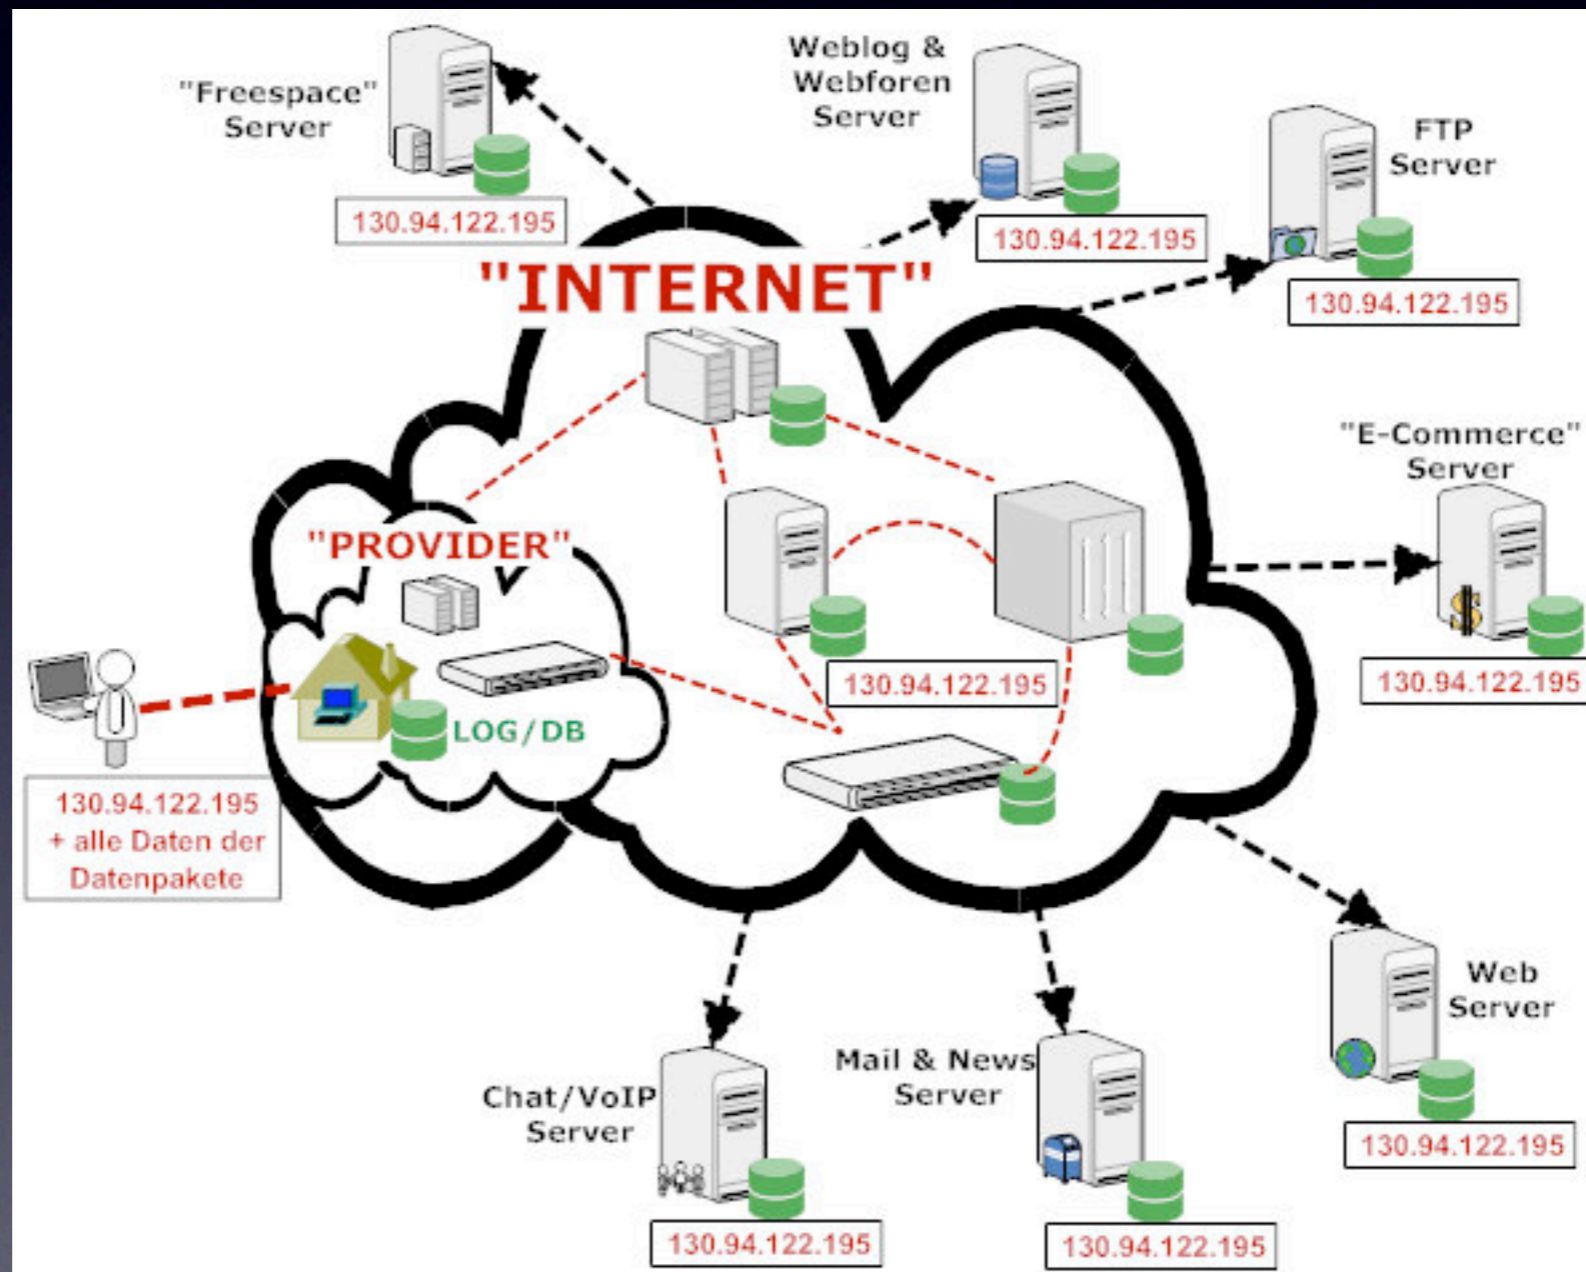 "Freespace"
Server
130.94.122.195
Weblog &
Webforen
Server
130.94.122.195
FTP
Server
130.94.122.195
"INTERNET"
"E-Commerce"
Server
130.94.122.195
"PROVIDER"
LOG/DB
130.94.122.195
130.94.122.195
+ alle Daten der
Datenpakete
Chat/VoIP
Server
130.94.122.195
Mail & News
Server
130.94.122.195
Web
Server
130.94.122.195
$